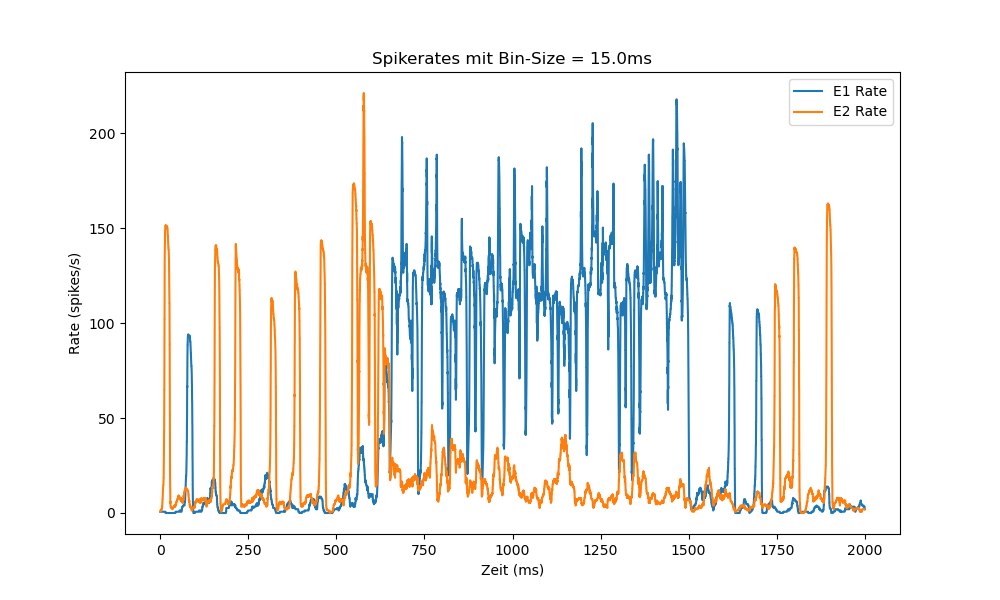 Spikerates mit Bin-Size = 15.0ms
E1 Rate
E2 Rate
Rate (spikes/s)
200
150
100
50
0
0 250 500 750 1000 1250 1500 1750 2000
Zeit (ms)